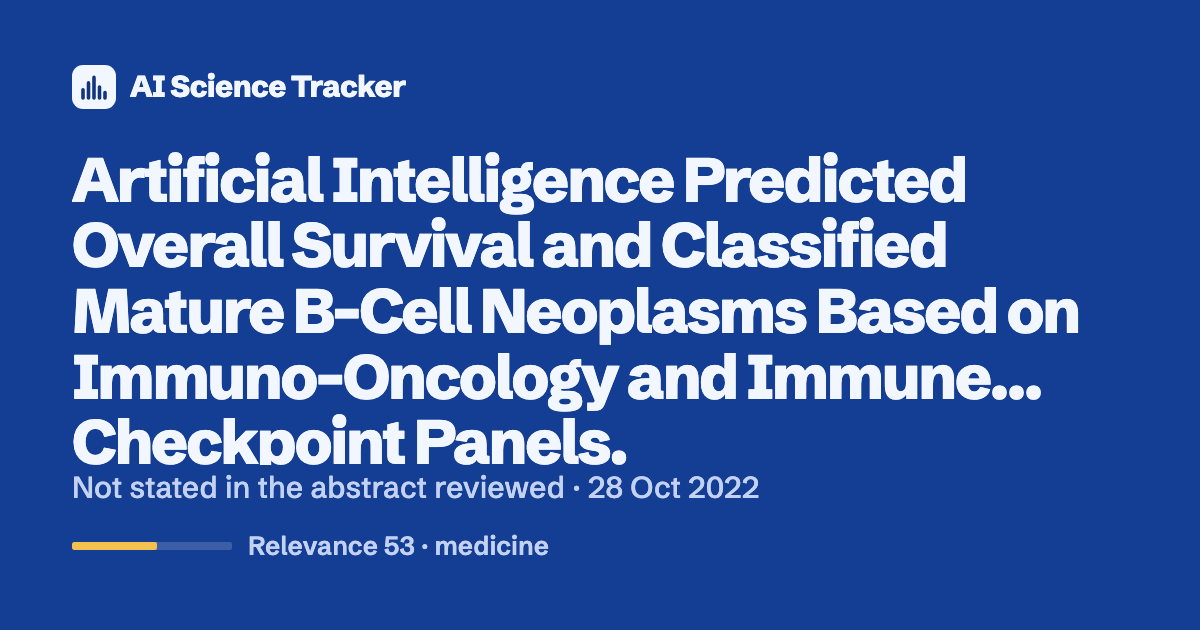 AI Science Tracker
Artificial Intelligence Predicted
Overall Survival and Classified
Mature B-Cell Neoplasms Based on
Immuno-Oncology and Immune...
Checkpoint Panels.
Not stated in the abstract reviewed · 28 Oct 2022
Relevance 53 · medicine